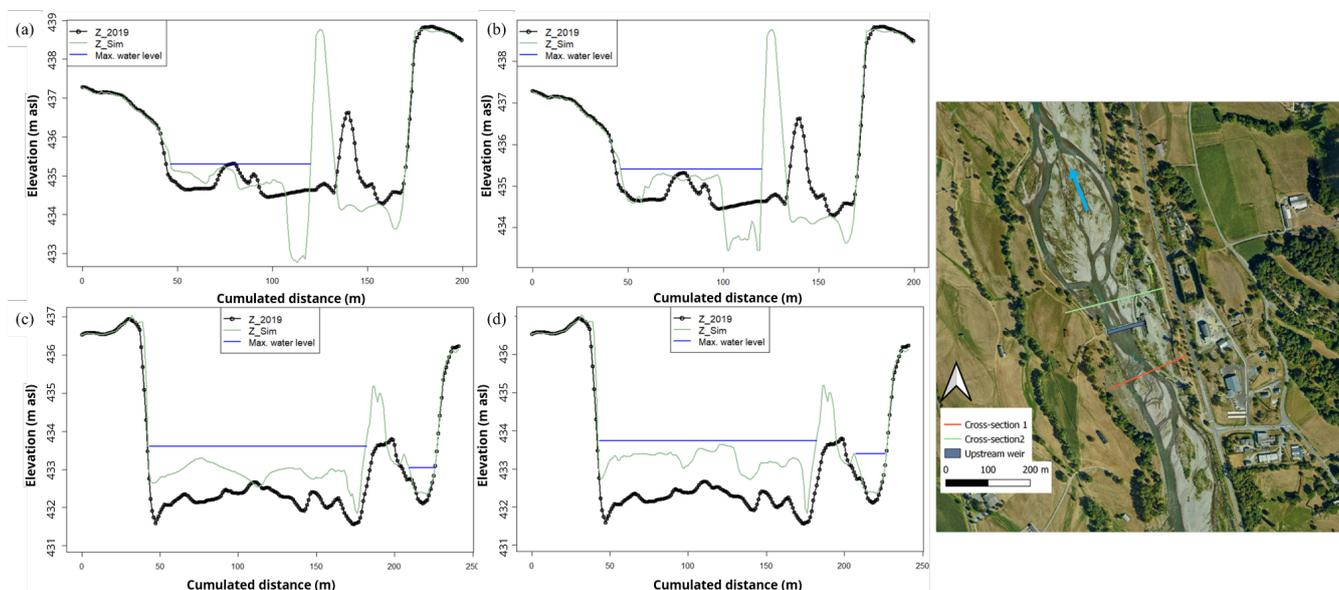 (a)
Z_2019
Z_Sim
Max. water level
Elevation (m asl)
439
438
437
436
435
434
433
0 50 100 150 200
Cumulated distance (m)
(b)
Z_2019
Z_Sim
Max. water level
Elevation (m asl)
438
437
436
435
434
0 50 100 150 200
Cumulated distance (m)
(c)
Z_2019
Z_Sim
Max. water level
Elevation (m asl)
437
436
435
434
433
432
431
0 50 100 150 200 250
Cumulated distance (m)
(d)
Z_2019
Z_Sim
Max. water level
Elevation (m asl)
436
435
434
433
432
431
0 50 100 150 200 250
Cumulated distance (m)
Cross-section 1
Cross-section2
Upstream weir
0 100 200 m